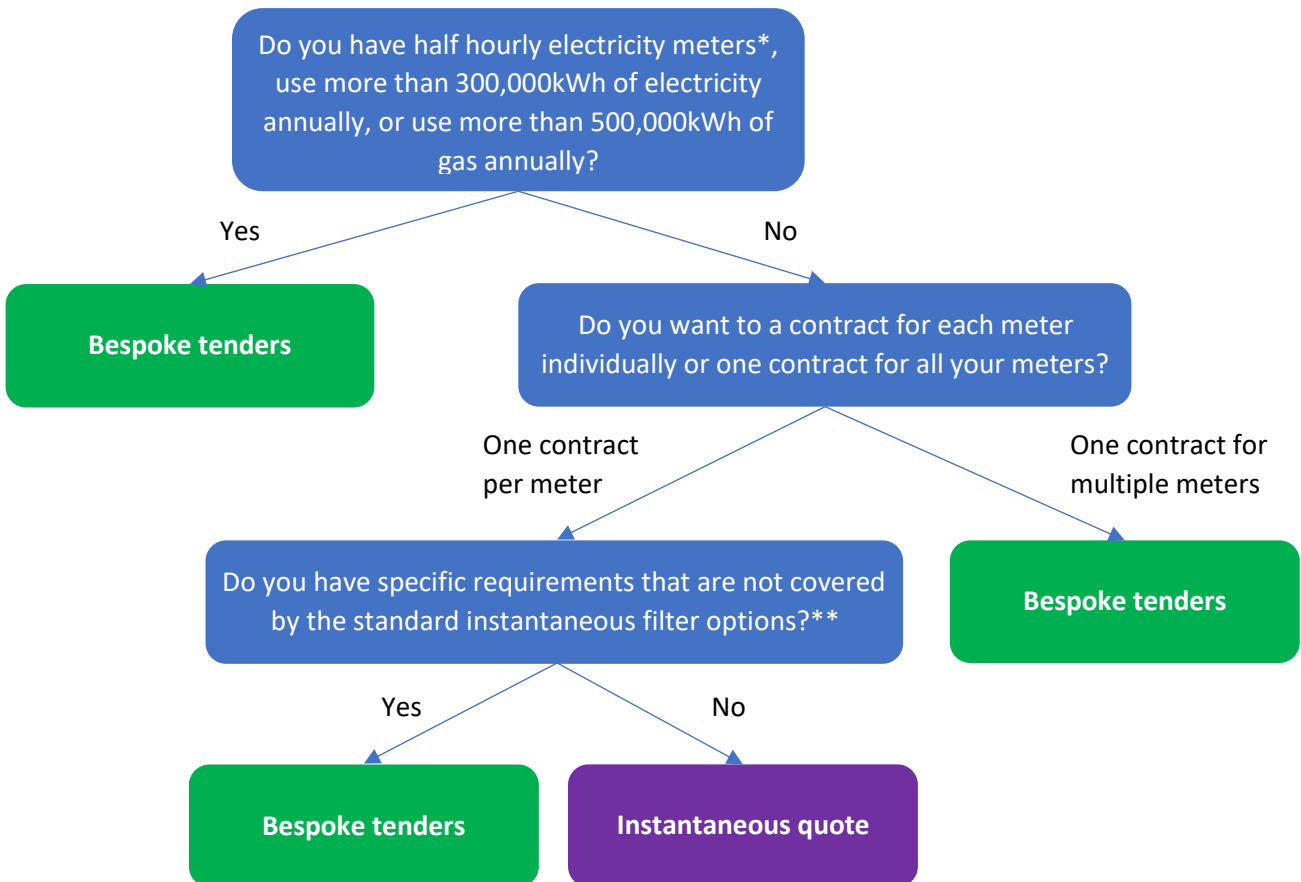 Do you have half hourly electricity meters*,
use more than 300,000kWh of electricity
annually, or use more than 500,000kWh of
gas annually?
Yes
No
Bespoke tenders
Do you want to a contract for each meter
individually or one contract for all your meters?
One contract
per meter
One contract for
multiple meters
Do you have specific requirements that are not covered
by the standard instantaneous filter options?**
Bespoke tenders
Yes
No
Bespoke tenders
Instantaneous quote